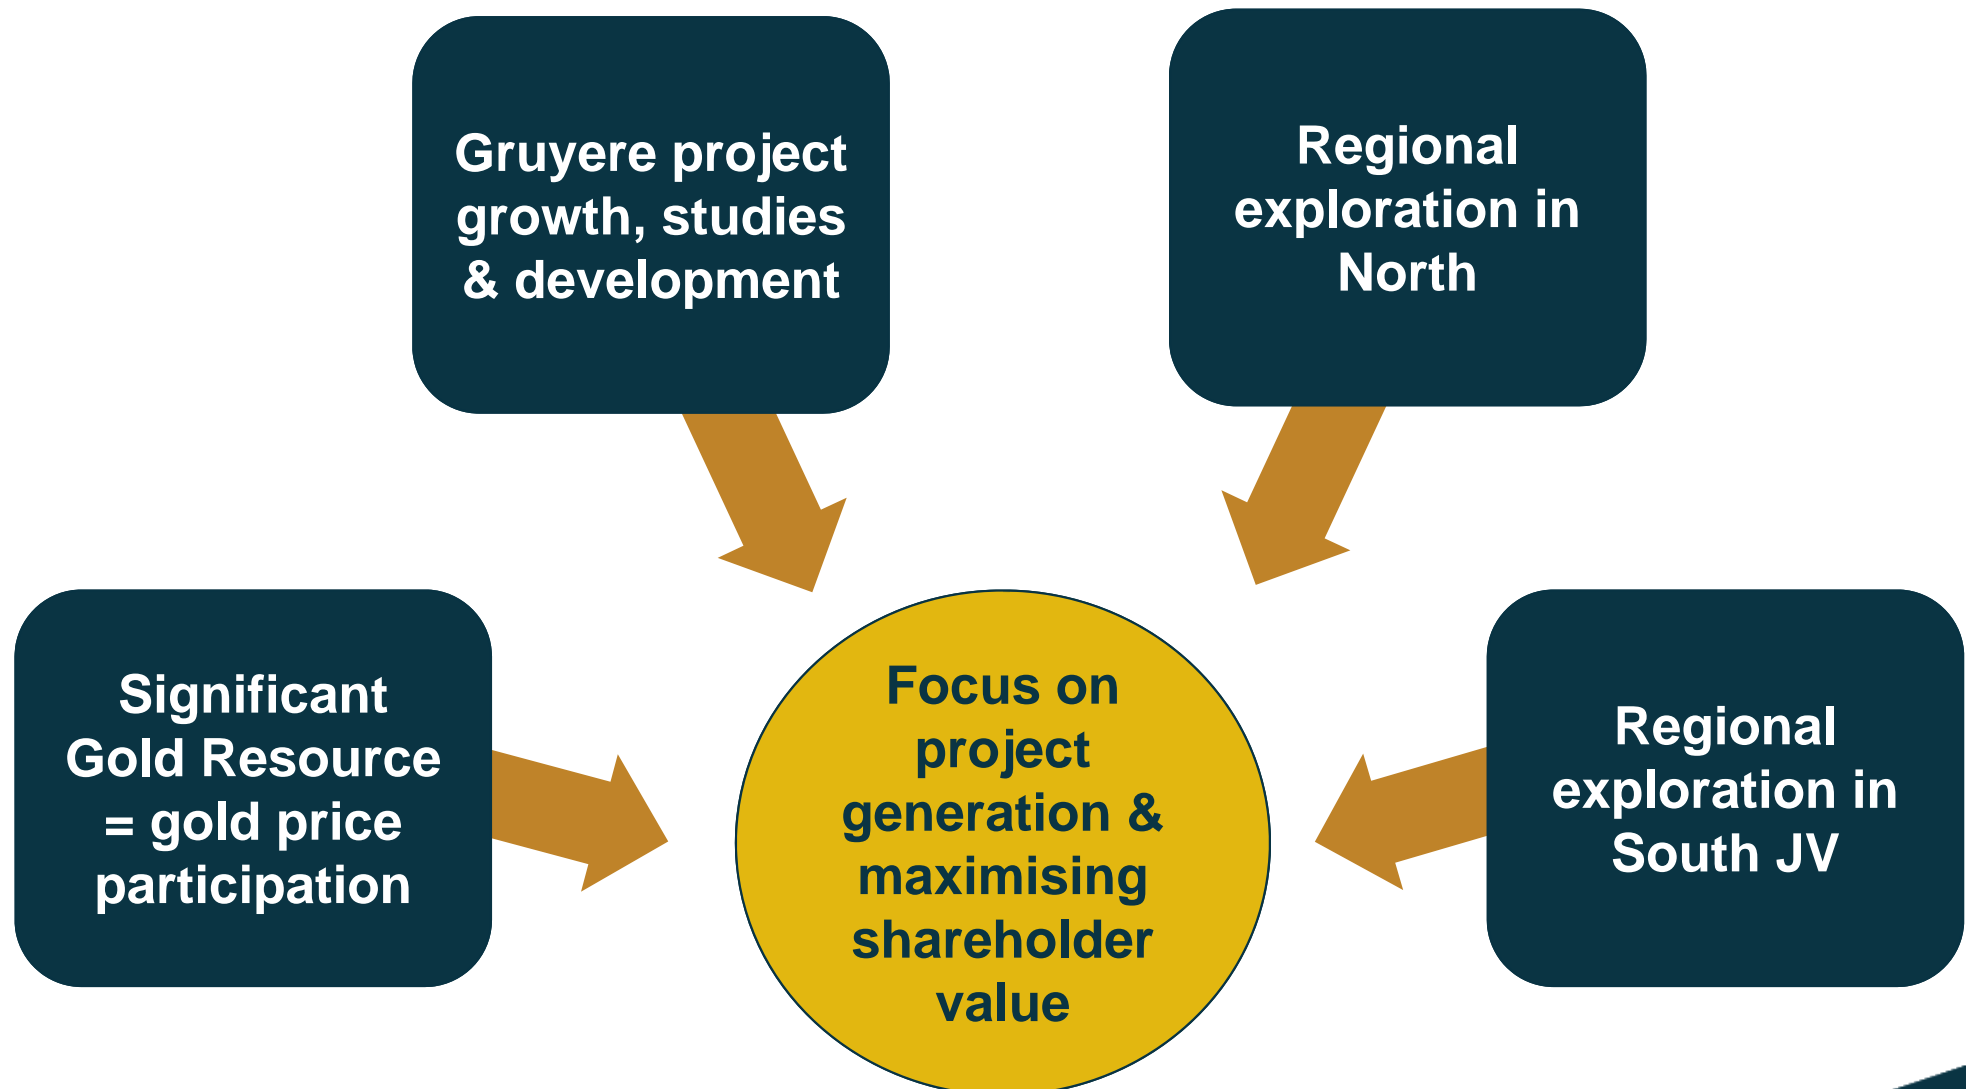 Gruyere project
growth, studies
& development
Regional
exploration in
North
Significant
Gold Resource
= gold price
participation
Focus on
project
generation &
maximising
shareholder
value
Regional
exploration in
South JV